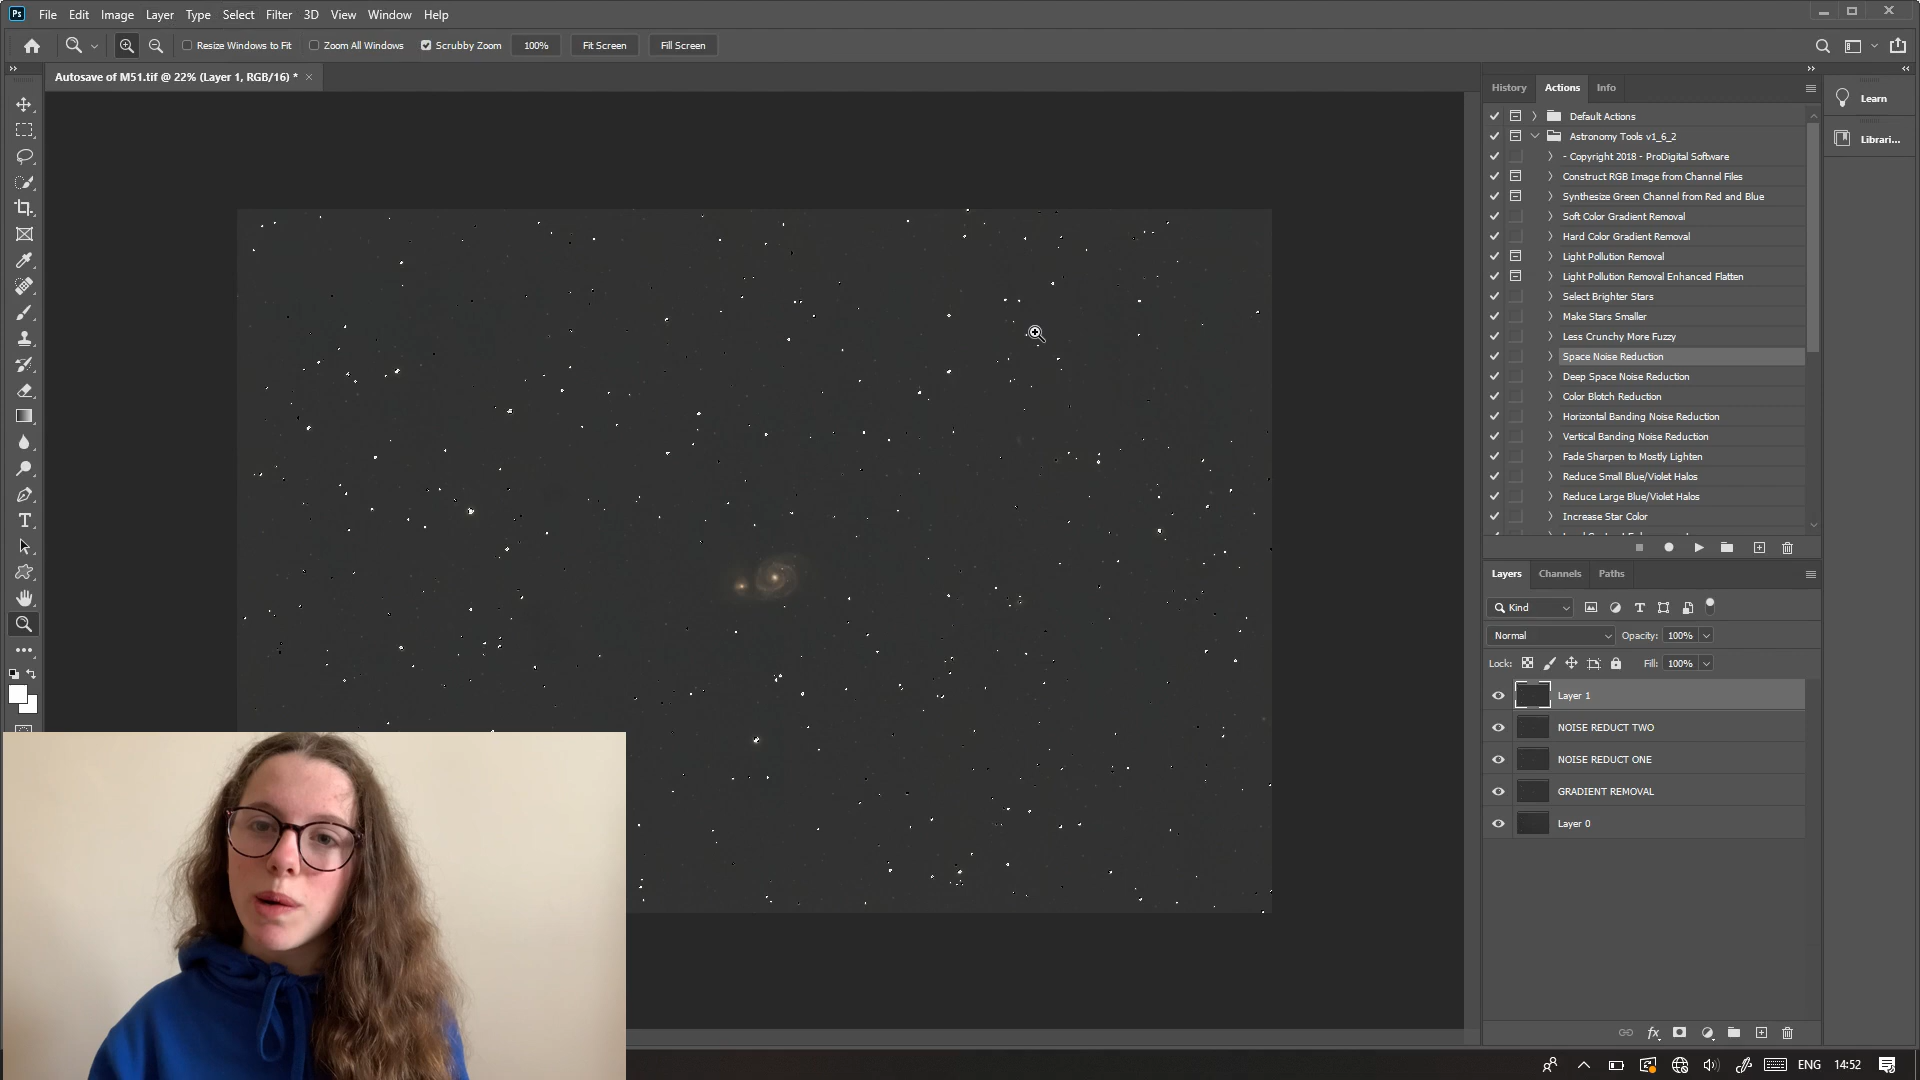 Ps File Edit Image Layer Type Select Filter 3D View Window Help
Resize Windows to Fit Zoom All Windows Scrubby Zoom 100% Fit Screen Fill Screen
Autosave of M51.tif @ 22% (Layer 1, RGB/16) *
History Actions Info
Learn
Librari...
Default Actions
Astronomy Tools v1_6_2
- Copyright 2018 - ProDigital Software
Construct RGB Image from Channel Files
Synthesize Green Channel from Red and Blue
Soft Color Gradient Removal
Hard Color Gradient Removal
Light Pollution Removal
Light Pollution Removal Enhanced Flatten
Select Brighter Stars
Make Stars Smaller
Less Crunchy More Fuzzy
Space Noise Reduction
Deep Space Noise Reduction
Color Blotch Reduction
Horizontal Banding Noise Reduction
Vertical Banding Noise Reduction
Fade Sharpen to Mostly Lighten
Reduce Small Blue/Violet Halos
Reduce Large Blue/Violet Halos
Increase Star Color
Layers Channels Paths
Kind
Normal Opacity: 100%
Lock: Fill: 100%
Layer 1
NOISE REDUCT TWO
NOISE REDUCT ONE
GRADIENT REMOVAL
Layer 0
fx
ENG 14:52